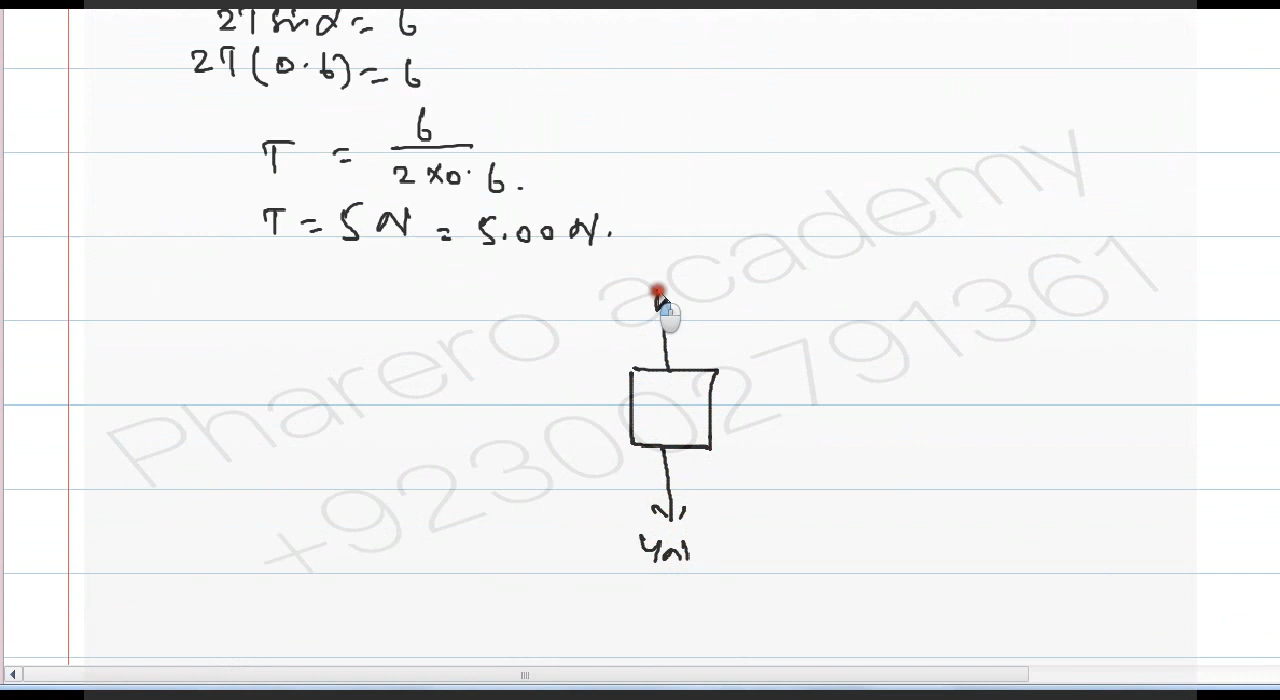 2T sin α = 6
2T (0.6) = 6
T = 6 / 2 × 0.6.
T = 5 N = 5.00 N.
Pharero academy
+923002791361
4N